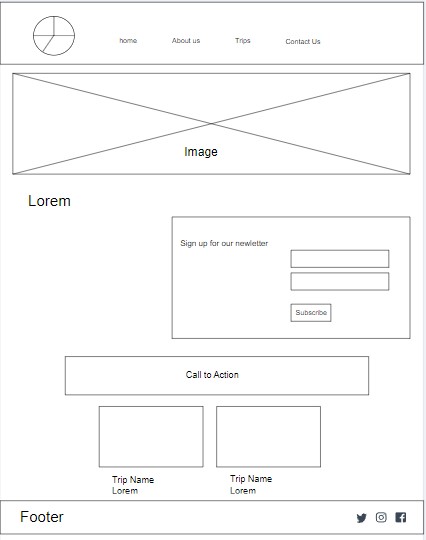 home About us Trips Contact Us
Image
Lorem
Sign up for our newletter
Subscribe
Call to Action
Trip Name
Lorem
Trip Name
Lorem
Footer